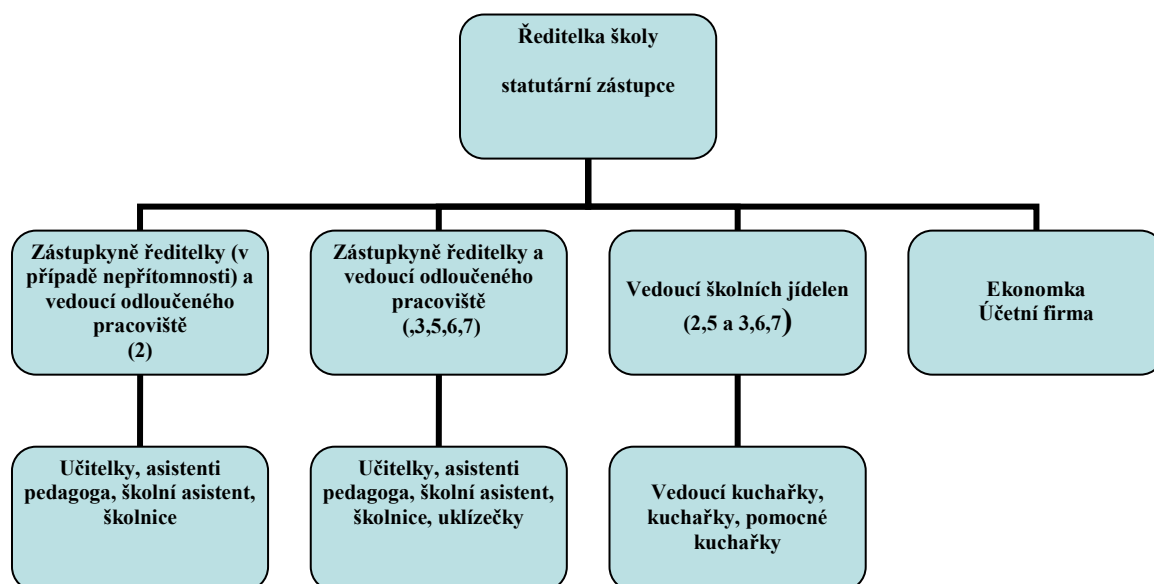 Ředitelka školy
statutární zástupce
Zástupkyně ředitelky (v
případě nepřítomnosti) a
vedoucí odloučeného
pracoviště
(2)
Zástupkyně ředitelky a
vedoucí odloučeného
pracoviště
(,3,5,6,7)
Vedoucí školních jídelen
(2,5 a 3,6,7)
Ekonomka
Účetní firma
Učitelky, asistenti
pedagoga, školní asistent,
školnice
Učitelky, asistenti
pedagoga, školní asistent,
školnice, uklízečky
Vedoucí kuchařky,
kuchařky, pomocné
kuchařky